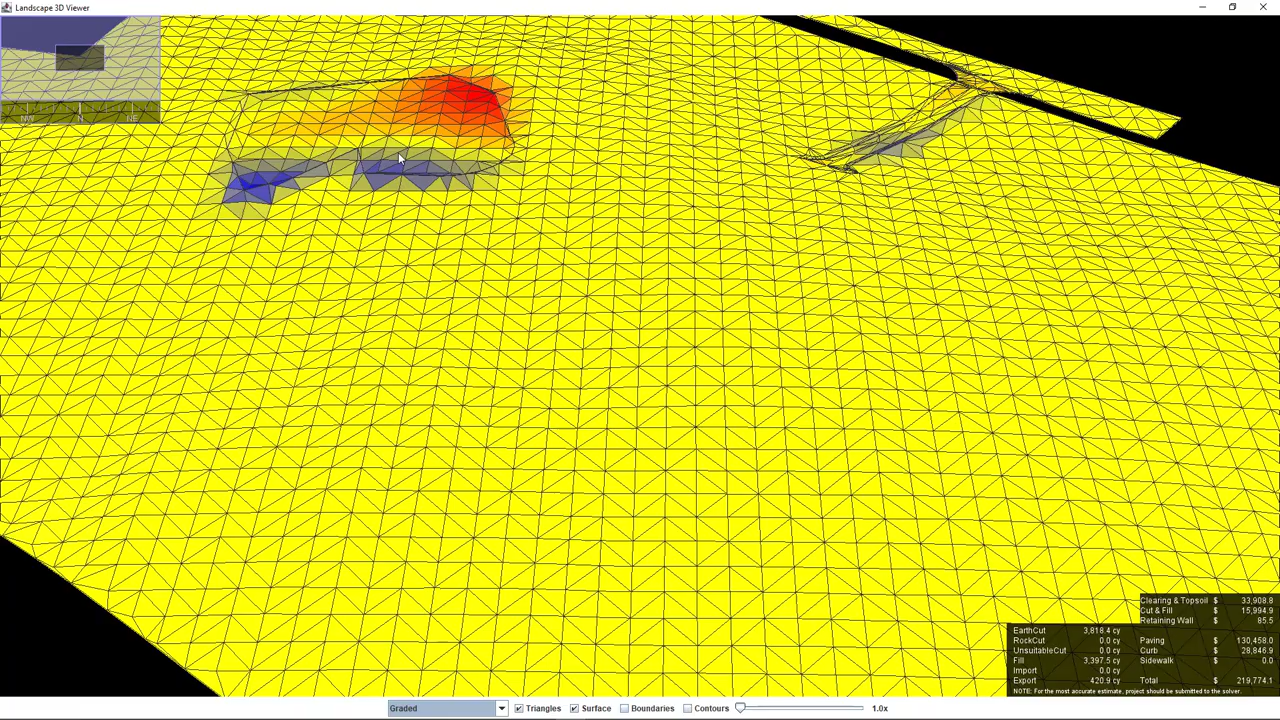 Landscape 3D Viewer
NW N NE
Clearing & Topsoil $ 33,908.8
Cut & Fill $ 15,994.9
Retaining Wall $ 85.5
EarthCut 3,818.4 cy
RockCut 0.0 cy Paving $ 130,458.0
UnsuitableCut 0.0 cy Curb $ 28,846.9
Fill 3,397.5 cy Sidewalk $ 0.0
Import 0.0 cy
Export 420.9 cy Total $ 219,774.1
NOTE: For the most accurate estimate, project should be submitted to the solver.
Graded Triangles Surface Boundaries Contours 1.0x